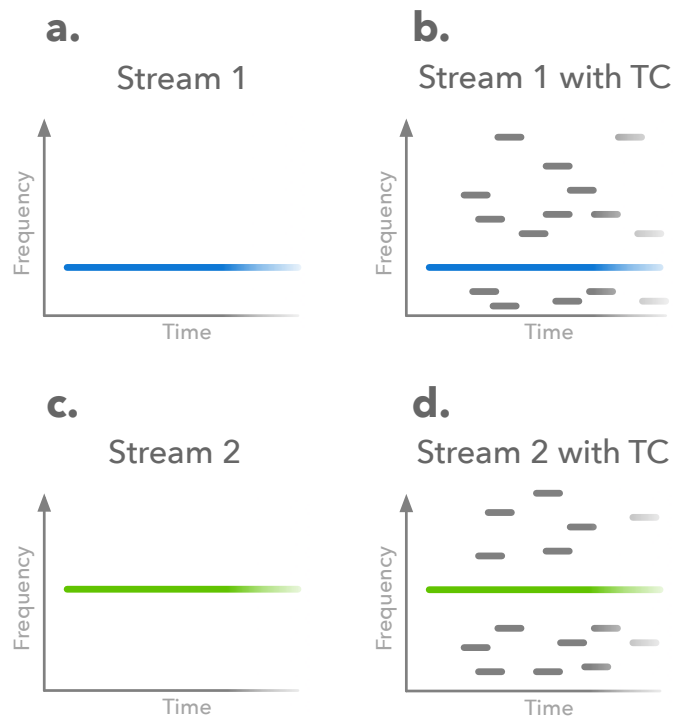 a.
Stream 1
Frequency
Time
b.
Stream 1 with TC
Frequency
Time
c.
Stream 2
Frequency
Time
d.
Stream 2 with TC
Frequency
Time